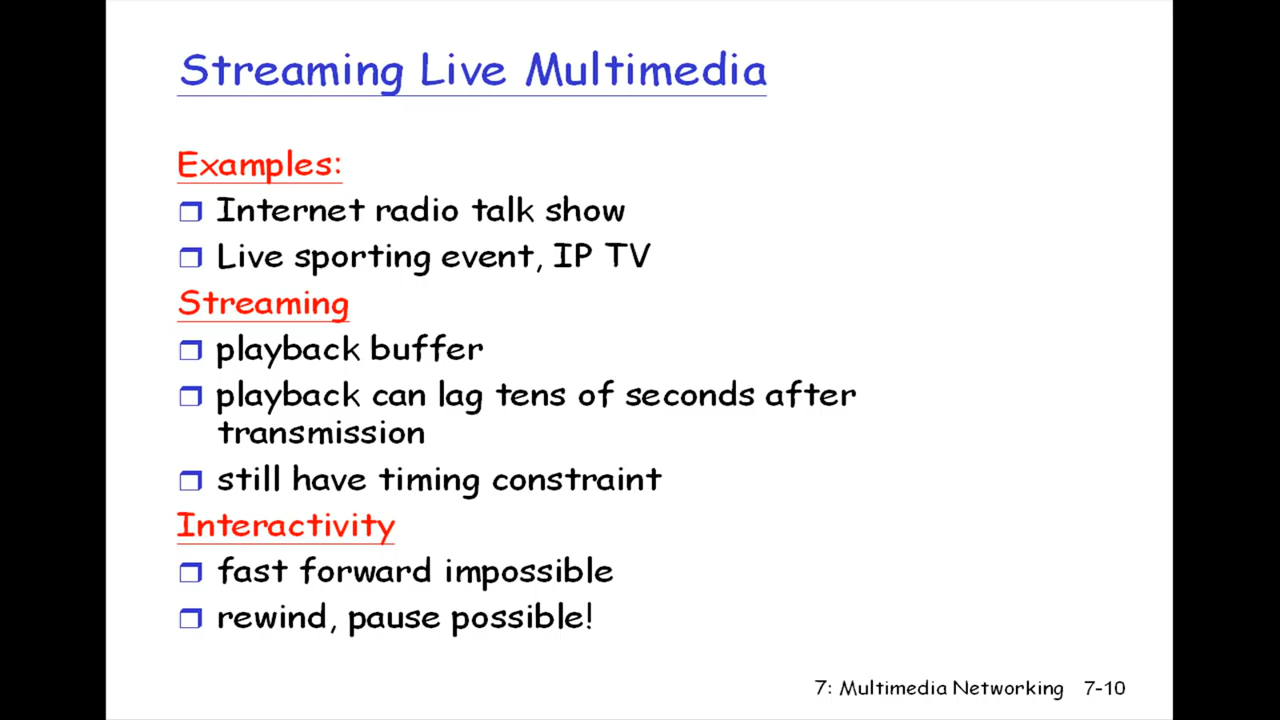 Streaming Live Multimedia
Examples:
Internet radio talk show
Live sporting event, IP TV
Streaming
playback buffer
playback can lag tens of seconds after
transmission
still have timing constraint
Interactivity
fast forward impossible
rewind, pause possible!
7: Multimedia Networking 7-10